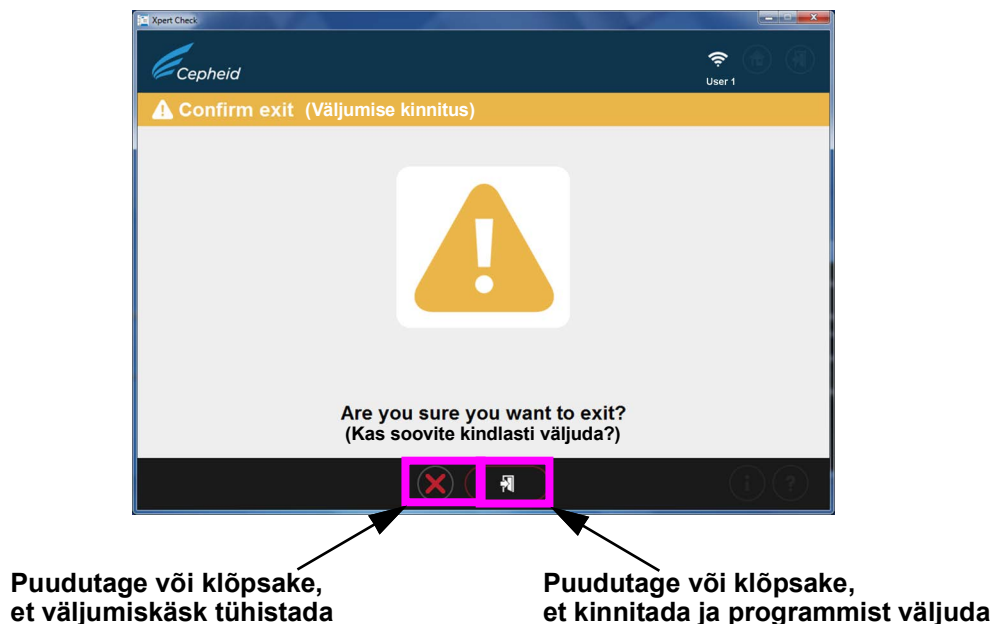 Xpert Check
Cepheid
User 1
Confirm exit (Väljumise kinnitus)
Are you sure you want to exit?
(Kas soovite kindlasti väljuda?)
i ?
Puudutage või klõpsake,
et väljumiskäsk tühistada
Puudutage või klõpsake,
et kinnitada ja programmist väljuda